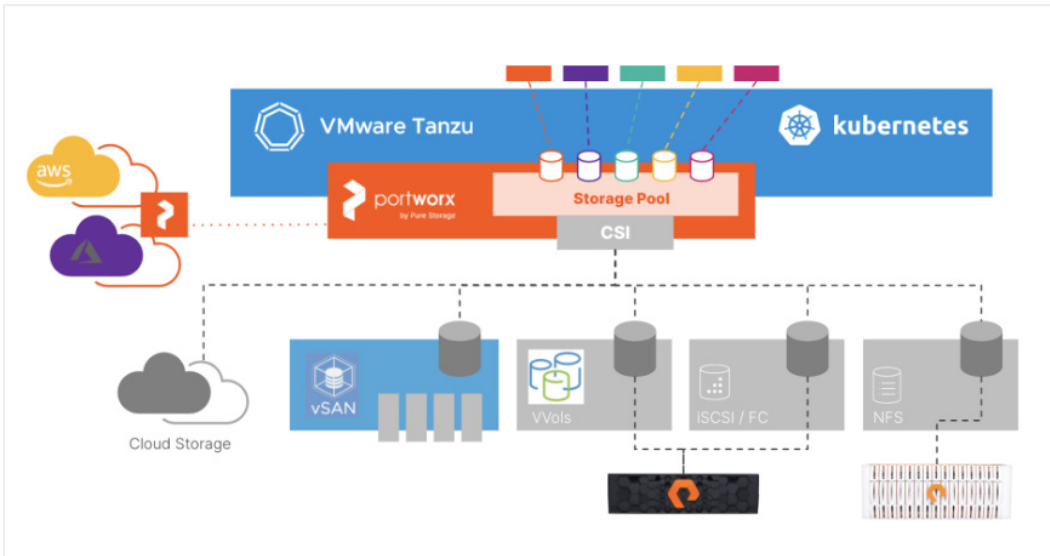 VMware Tanzu
kubernetes
aws
portworx
by Pure Storage
Storage Pool
CSI
Cloud Storage
vSAN
VVols
iSCSI / FC
NFS